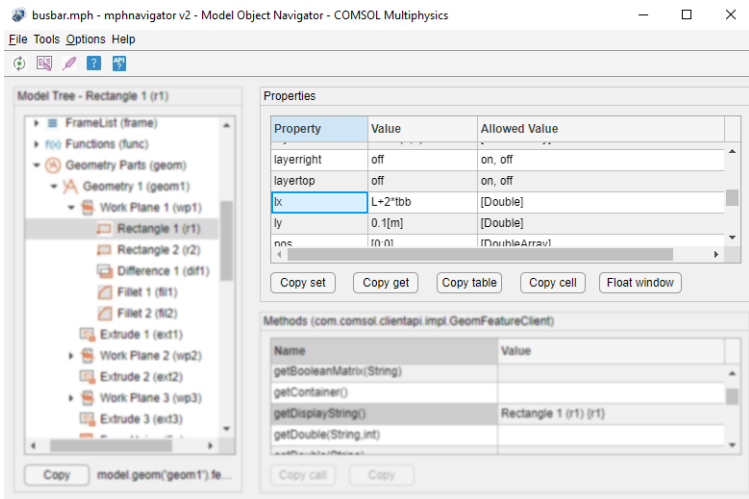 busbar.mph - mphnavigator v2 - Model Object Navigator - COMSOL Multiphysics
File Tools Options Help
Model Tree - Rectangle 1 (r1)
FrameList (frame)
f(x) Functions (func)
Geometry Parts (geom)
Geometry 1 (geom1)
Work Plane 1 (wp1)
Rectangle 1 (r1)
Rectangle 2 (r2)
Difference 1 (dif1)
Fillet 1 (fil1)
Fillet 2 (fil2)
Extrude 1 (ext1)
Work Plane 2 (wp2)
Extrude 2 (ext2)
Work Plane 3 (wp3)
Extrude 3 (ext3)
Copy model.geom('geom1').fe...
Properties
Property Value Allowed Value
layerright off on, off
layertop off on, off
lx L+2*tbb [Double]
ly 0.1[m] [Double]
pos [0;0] [DoubleArray]
Copy set Copy get Copy table Copy cell Float window
Methods (com.comsol.clientapi.impl.GeomFeatureClient)
Name Value
getBooleanMatrix(String)
getContainer()
getDisplayString() Rectangle 1 (r1) {r1}
getDouble(String,int)
Copy call Copy